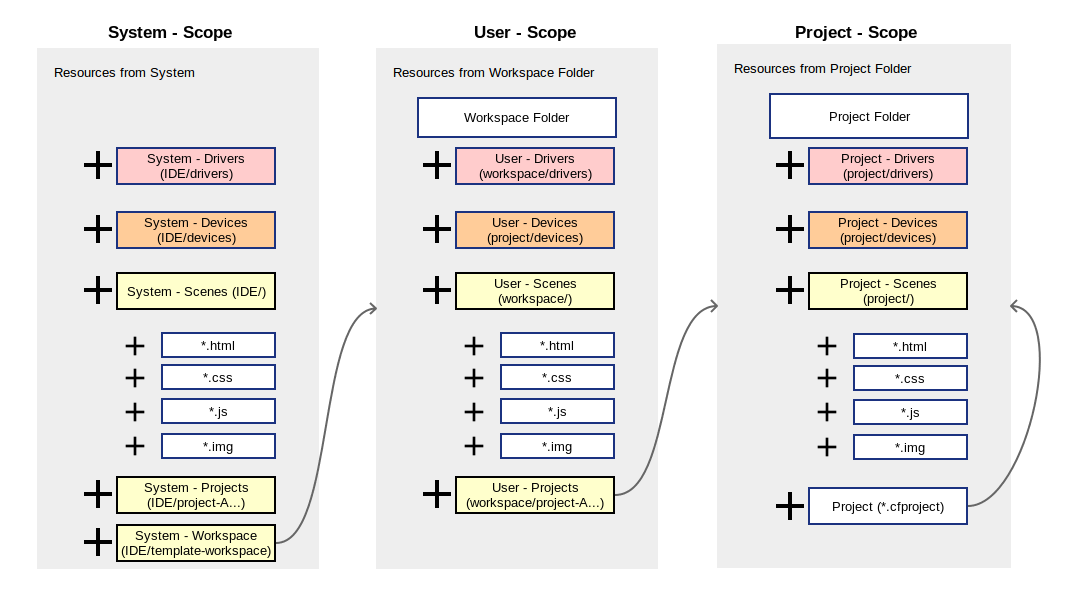 System - Scope
Resources from System
System - Drivers
(IDE/drivers)
System - Devices
(IDE/devices)
System - Scenes (IDE/)
*.html
*.css
*.js
*.img
System - Projects
(IDE/project-A...)
System - Workspace
(IDE/template-workspace)
User - Scope
Resources from Workspace Folder
Workspace Folder
User - Drivers
(workspace/drivers)
User - Devices
(project/devices)
User - Scenes
(workspace/)
*.html
*.css
*.js
*.img
User - Projects
(workspace/project-A...)
Project - Scope
Resources from Project Folder
Project Folder
Project - Drivers
(project/drivers)
Project - Devices
(project/devices)
Project - Scenes
(project/)
*.html
*.css
*.js
*.img
Project (*.cfproject)